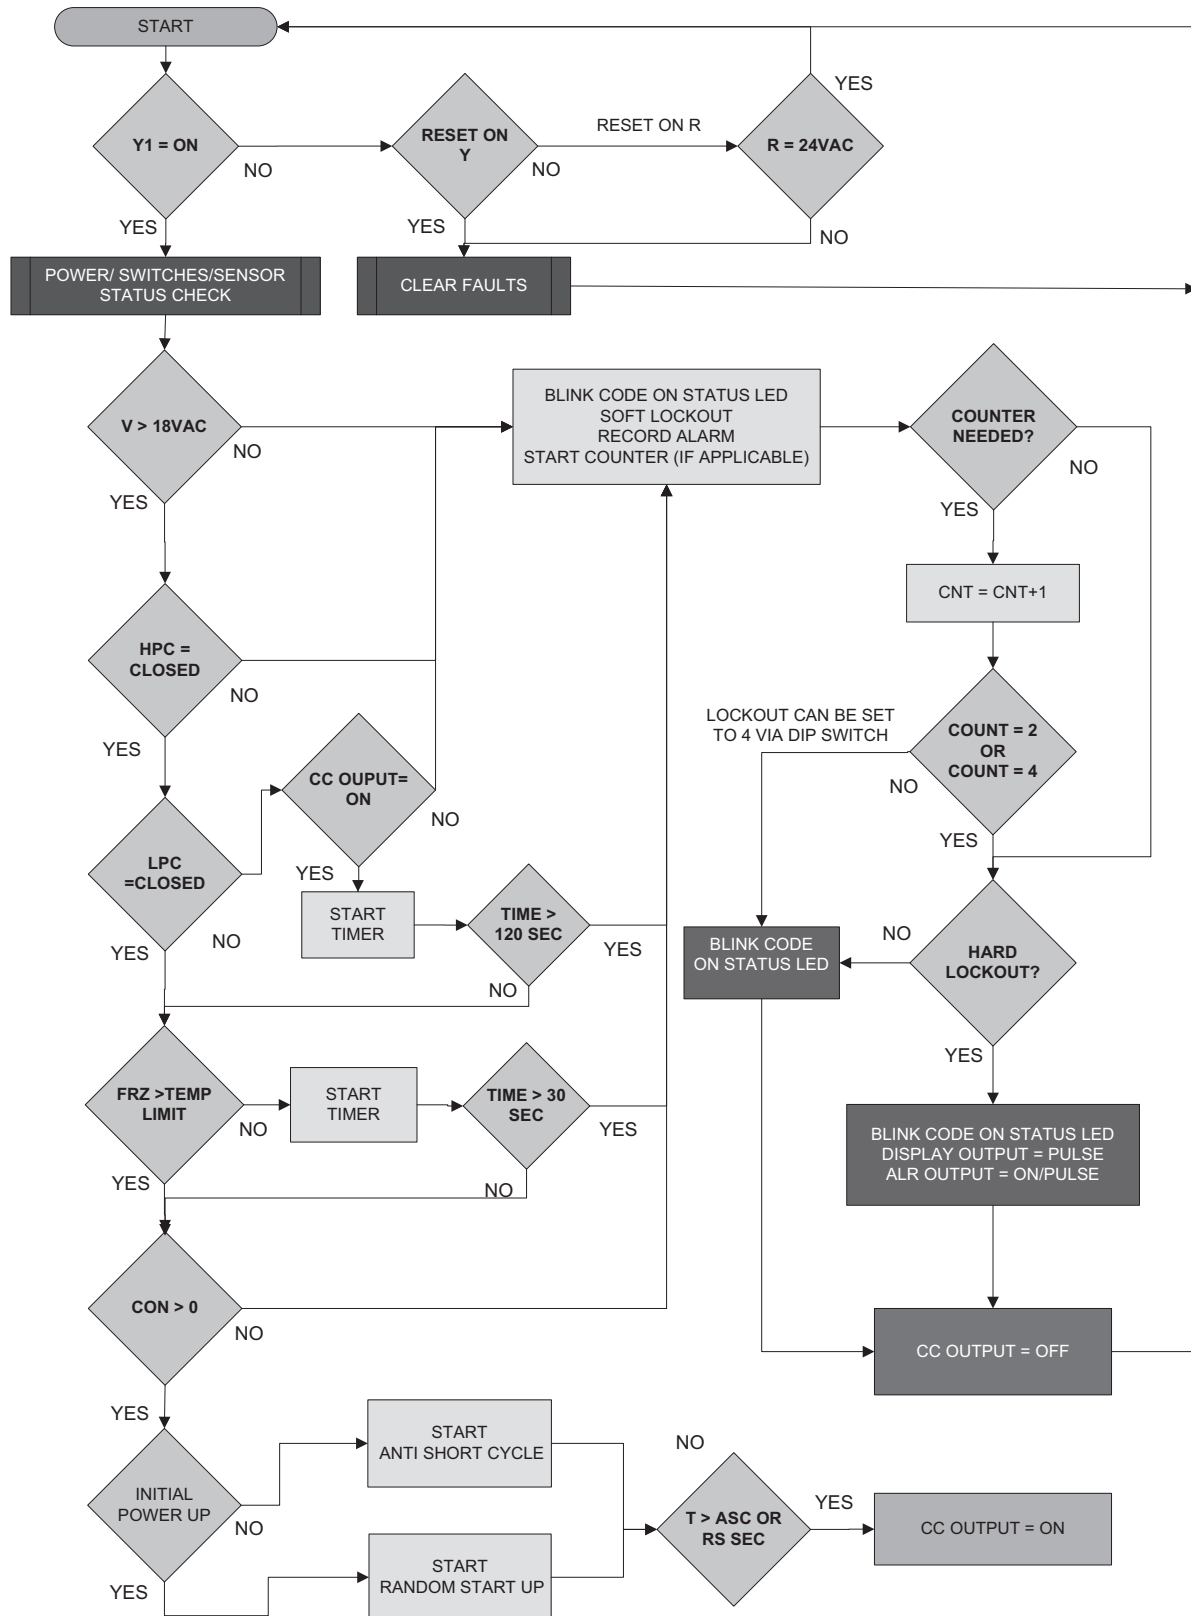 START
YES
Y1 = ON
NO
RESET ON
Y
NO
RESET ON R
R = 24VAC
YES
YES
NO
POWER/ SWITCHES/SENSOR
STATUS CHECK
CLEAR FAULTS
V > 18VAC
NO
YES
BLINK CODE ON STATUS LED
SOFT LOCKOUT
RECORD ALARM
START COUNTER (IF APPLICABLE)
COUNTER
NEEDED?
NO
YES
CNT = CNT+1
HPC =
CLOSED
NO
YES
LOCKOUT CAN BE SET
TO 4 VIA DIP SWITCH
COUNT = 2
OR
COUNT = 4
NO
YES
CC OUPUT=
ON
NO
YES
LPC
=CLOSED
NO
YES
START
TIMER
TIME >
120 SEC
YES
NO
BLINK CODE
ON STATUS LED
NO
HARD
LOCKOUT?
YES
FRZ >TEMP
LIMIT
NO
YES
START
TIMER
TIME > 30
SEC
YES
NO
BLINK CODE ON STATUS LED
DISPLAY OUTPUT = PULSE
ALR OUTPUT = ON/PULSE
CON > 0
NO
YES
CC OUTPUT = OFF
INITIAL
POWER UP
NO
YES
START
ANTI SHORT CYCLE
START
RANDOM START UP
NO
T > ASC OR
RS SEC
YES
CC OUTPUT = ON